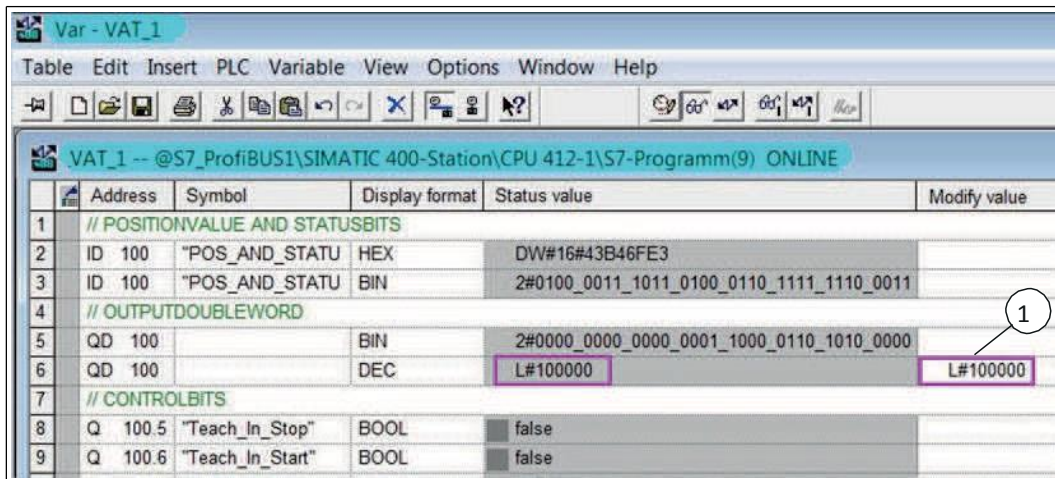 Var - VAT_1
Table Edit Insert PLC Variable View Options Window Help
VAT_1 -- @S7_ProfiBUS1\SIMATIC 400-Station\CPU 412-1\S7-Programm(9) ONLINE
Address Symbol Display format Status value Modify value
1 // POSITIONVALUE AND STATUSBITS
2 ID 100 "POS_AND_STATU HEX DW#16#43B46FE3
3 ID 100 "POS_AND_STATU BIN 2#0100_0011_1011_0100_0110_1111_1110_0011
4 // OUTPUTDOUBLEWORD
1
5 QD 100 BIN 2#0000_0000_0000_0001_1000_0110_1010_0000
6 QD 100 DEC L#100000 L#100000
7 // CONTROLBITS
8 Q 100.5 "Teach_In_Stop" BOOL false
9 Q 100.6 "Teach_In_Start" BOOL false